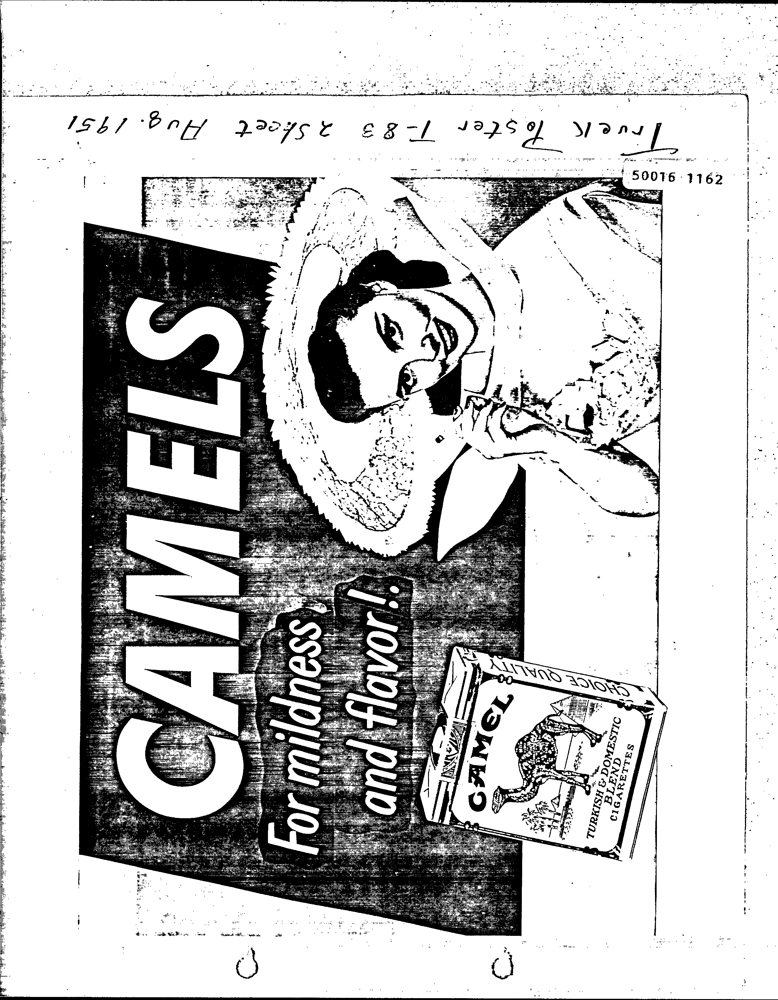 Truck Poster T-83 2 Sheet Aug. 1951
50016 1162
CAMELS
For mildness
and flavor!..
CHOICE QUALITY
CAMEL
TURKISH & DOMESTIC
BLEND
CIGARETTES